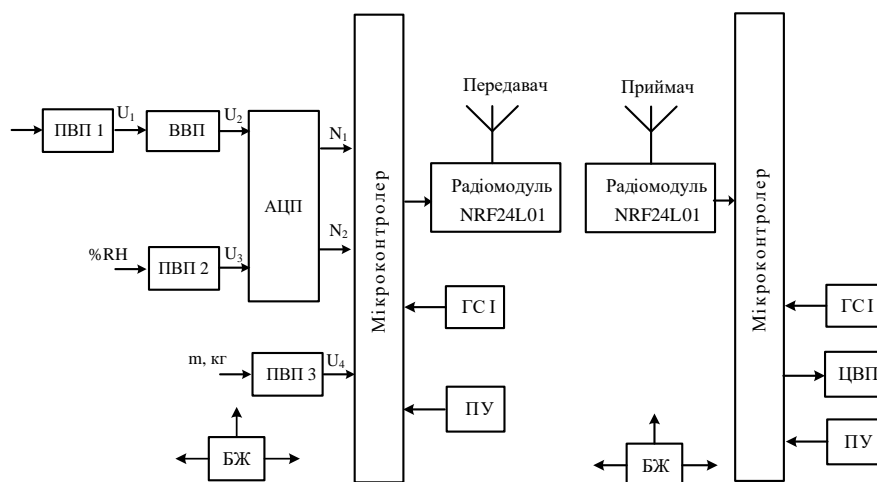 Передавач
Приймач
ПВП 1
U1
ВВП
U2
АЦП
N1
N2
%RH
ПВП 2
U3
m, кг
ПВП 3
U4
БЖ
Мікроконтролер
Радіомодуль
NRF24L01
ГС І
ПУ
Радіомодуль
NRF24L01
БЖ
Мікроконтролер
ГС І
ЦВП
ПУ